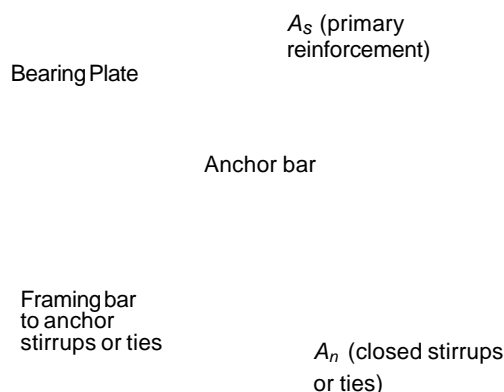 As (primary
reinforcement)
Bearing Plate
Anchor bar
Framing bar
to anchor
stirrups or ties
An (closed stirrups
or ties)